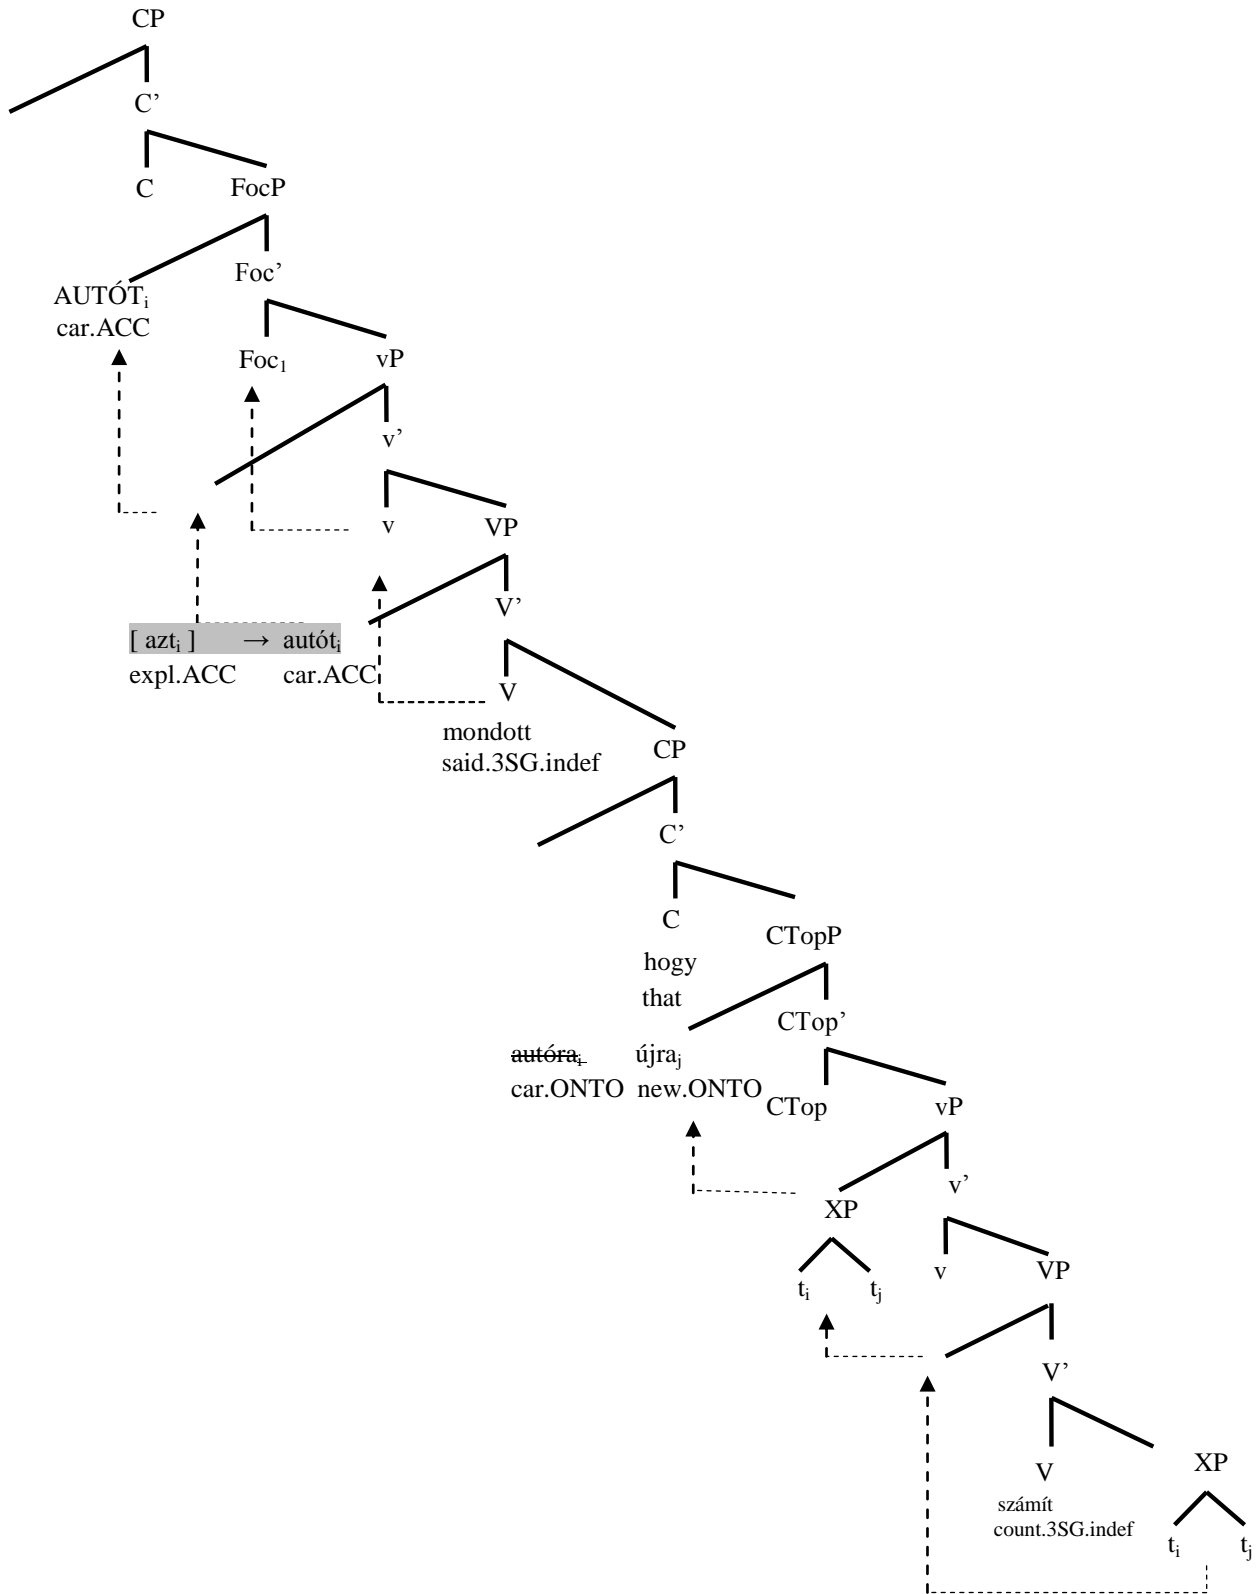 CP
C’
C FocP
Foc’
AUTÓTᵢ
car.ACC
Foc₁ vP
v’
v VP
V’
[ aztᵢ ] → autótᵢ
expl.ACC car.ACC
V
mondott
said.3SG.indef
CP
C’
C
CTopP
hogy
that
CTop’
autóraᵢ újraⱼ
car.ONTO new.ONTO
CTop vP
v’
XP
v VP
tᵢ tⱼ
V’
V XP
számít
count.3SG.indef
tᵢ tⱼ